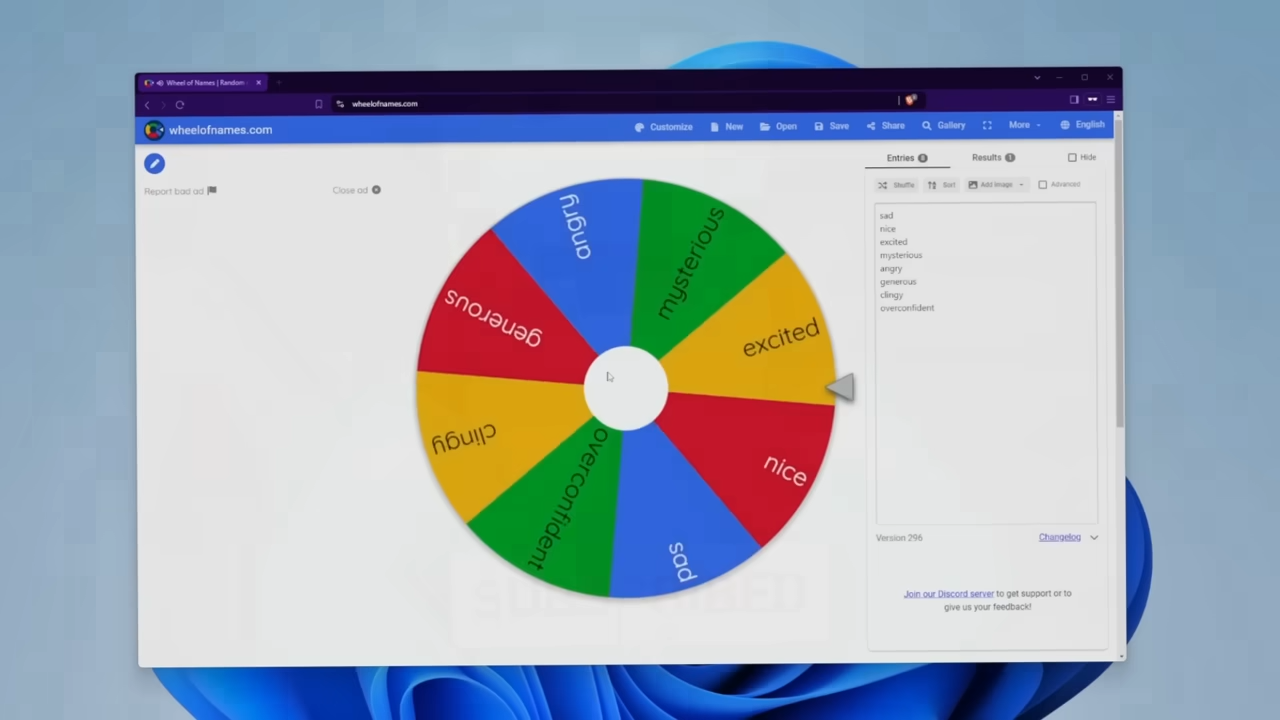 Wheel of Names | Random
wheelofnames.com
wheelofnames.com
Customize
New
Open
Save
Share
Gallery
More
English
Report bad ad
Close ad
Entries 8
Results 1
Hide
Shuffle
Sort
Add image
Advanced
sad
nice
excited
mysterious
angry
generous
clingy
overconfident
angry
mysterious
excited
nice
sad
overconfident
clingy
generous
Version 296
Changelog
Join our Discord server to get support or to
give us your feedback!